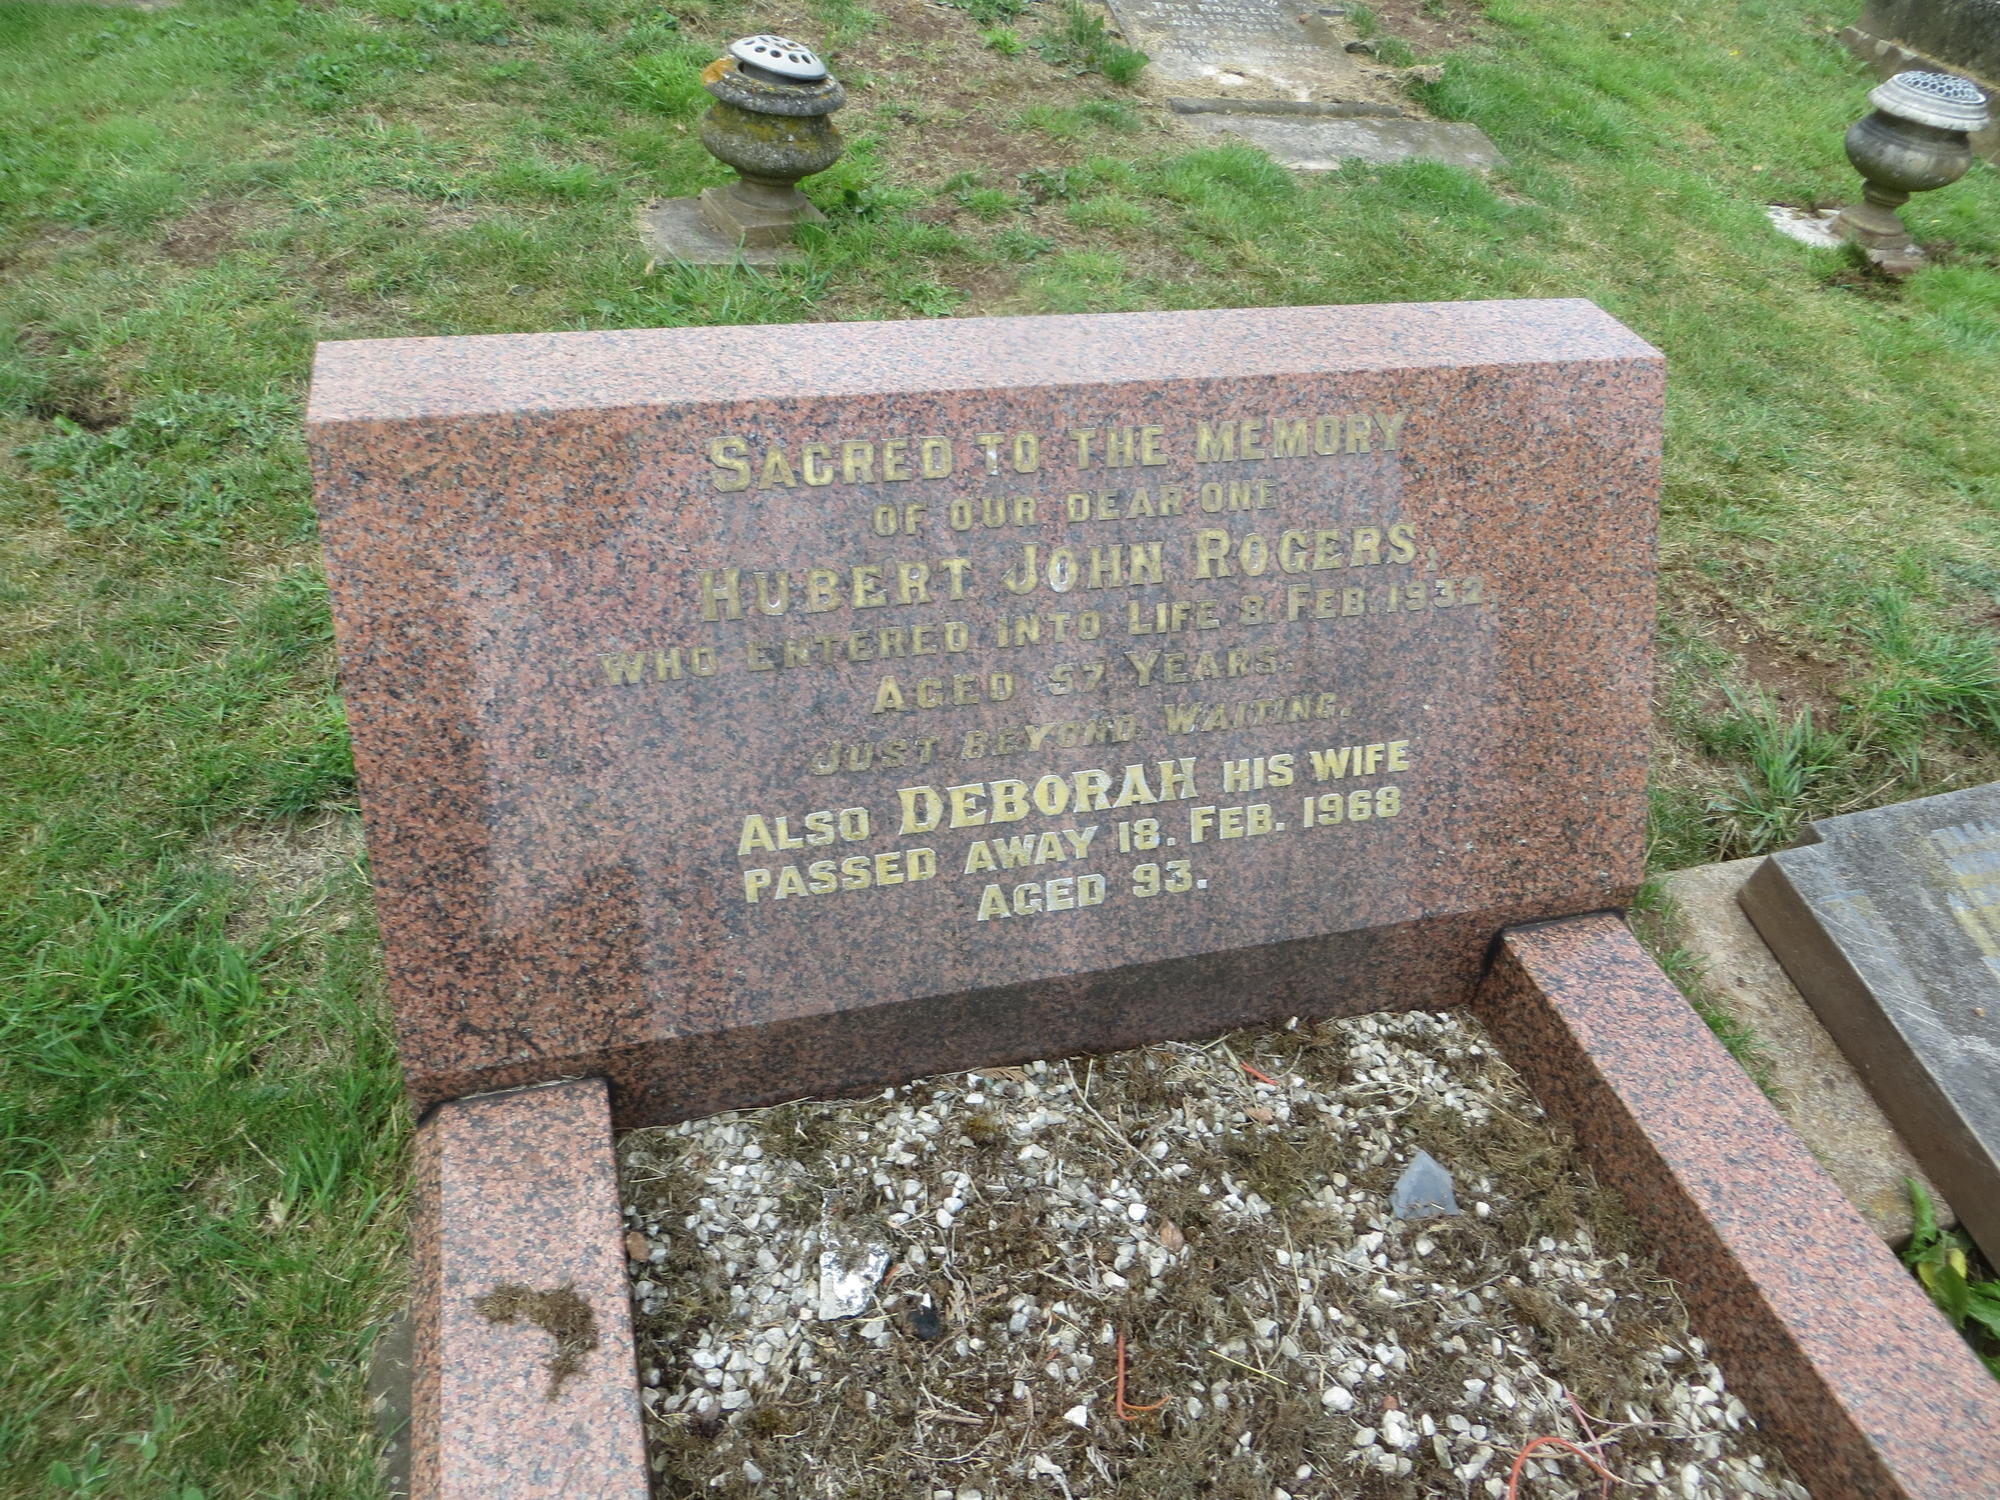 SACRED TO THE MEMORY
OF OUR DEAR ONE
HUBERT JOHN ROGERS,
WHO ENTERED INTO LIFE 8. FEB. 1932.
AGED 57 YEARS.
JUST BEYOND, WAITING.
ALSO DEBORAH HIS WIFE
PASSED AWAY 18. FEB. 1968
AGED 93.